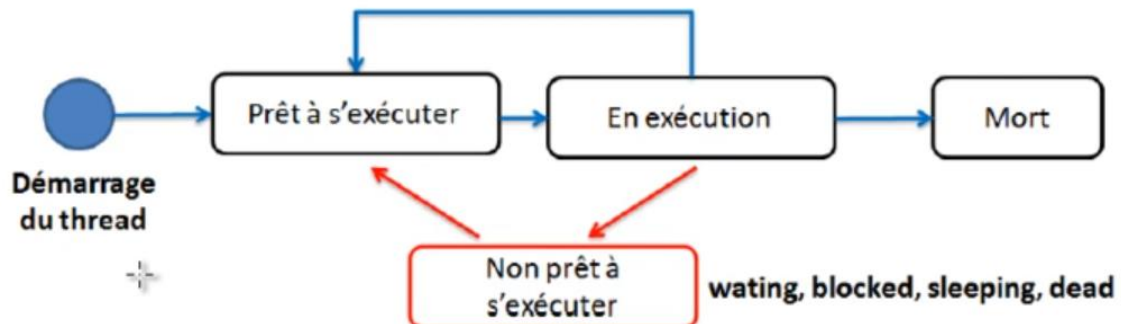 Prêt à s'exécuter
En exécution
Mort
Démarrage
du thread
Non prêt à
s'exécuter
wating, blocked, sleeping, dead